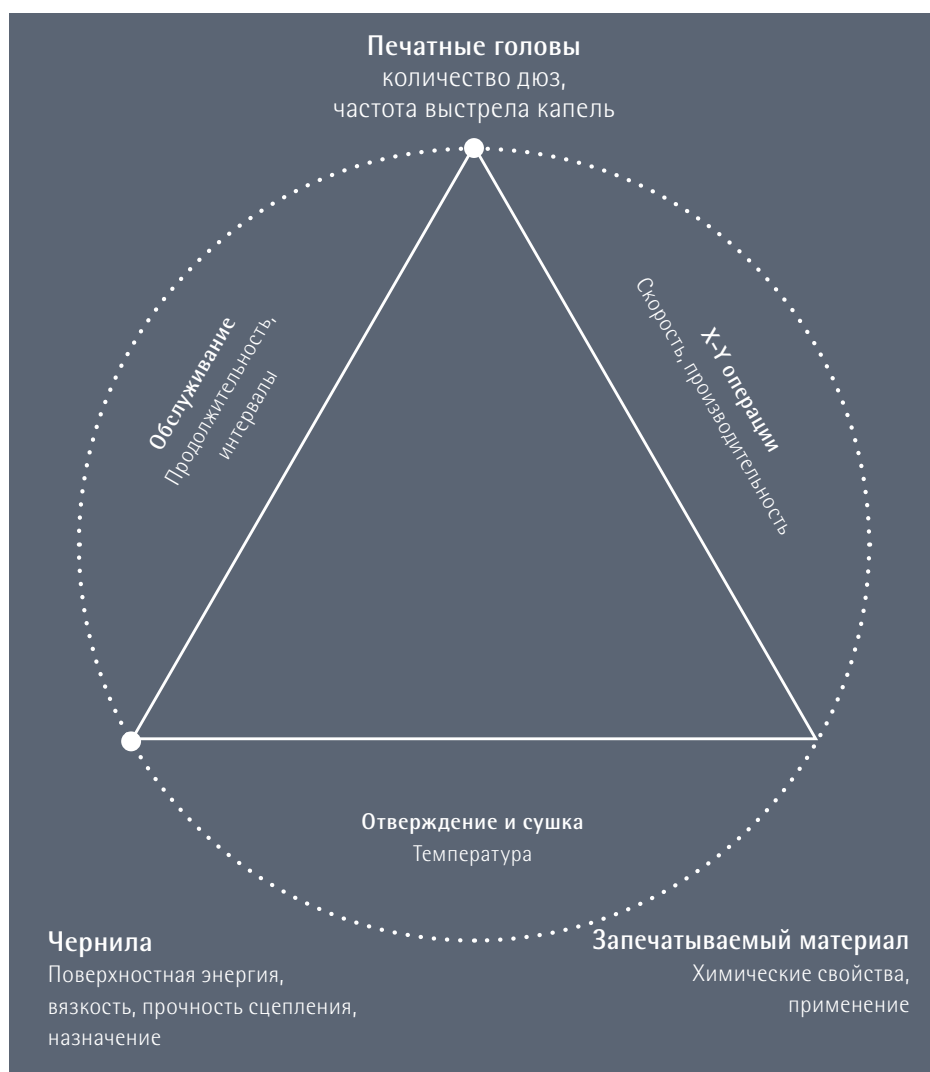 Печатные головы
количество дюз,
частота выстрела капель
Обслуживание
Продолжительность,
интервалы
X-Y операции
Скорость, производительность
Отверждение и сушка
Температура
Чернила
Поверхностная энергия,
вязкость, прочность сцепления,
назначение
Запечатываемый материал
Химические свойства,
применение